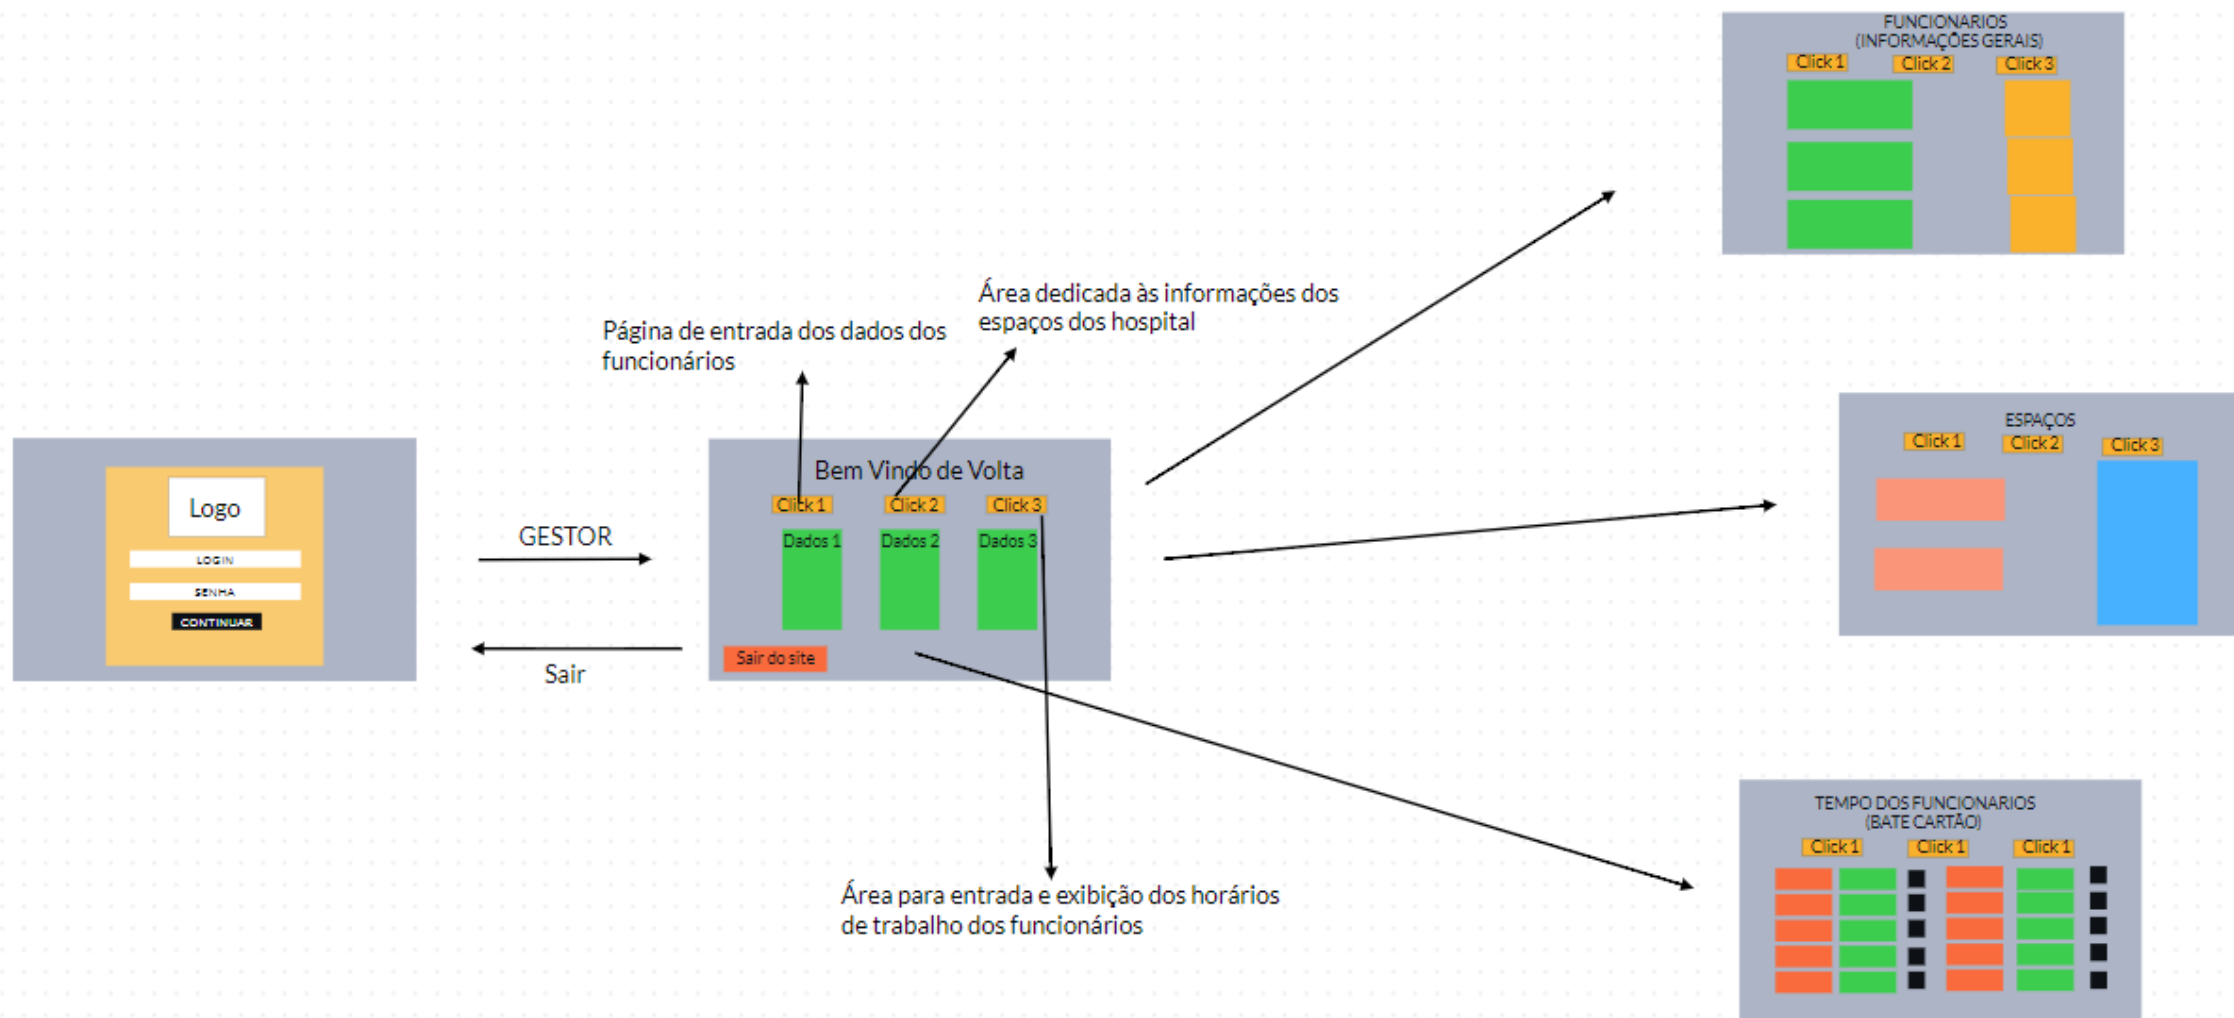 FUNCIONARIOS
(INFORMAÇÕES GERAIS)
Click 1
Click 2
Click 3
Área dedicada às informações dos
espaços dos hospital
Página de entrada dos dados dos
funcionários
ESPAÇOS
Click 1
Click 2
Click 3
Logo
LOGIN
SENHA
CONTINUAR
GESTOR
Sair
Bem Vindo de Volta
Click 1
Click 2
Click 3
Dados 1
Dados 2
Dados 3
Sair do site
TEMPO DOS FUNCIONARIOS
(BATE CARTÃO)
Click 1
Click 1
Click 1
Área para entrada e exibição dos horários
de trabalho dos funcionários